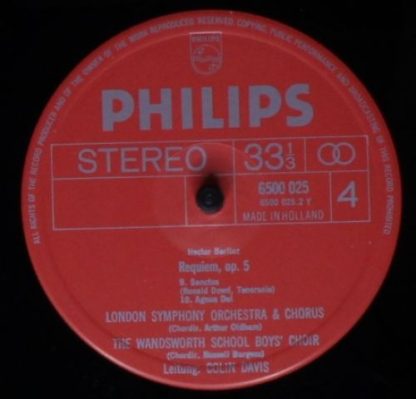 ALL RIGHTS OF THE RECORD PRODUCER AND OF THE OWNER OF THE WORK REPRODUCED RESERVED. COPYING, PUBLIC PERFORMANCE AND BROADCASTING OF THIS RECORD PROHIBITED
PHILIPS
PHILIPS
STEREO 33 1/3
6500 025
6500 025.2 Y
4
MADE IN HOLLAND
Hector Berlioz
Requiem, op. 5
9. Sanctus
(Ronald Dowd, Tenorsolo)
10. Agnus Dei
LONDON SYMPHONY ORCHESTRA & CHORUS
(Chordir. Arthur Oldham)
THE WANDSWORTH SCHOOL BOYS' CHOIR
(Chordir. Russell Burgess)
Leitung: COLIN DAVIS